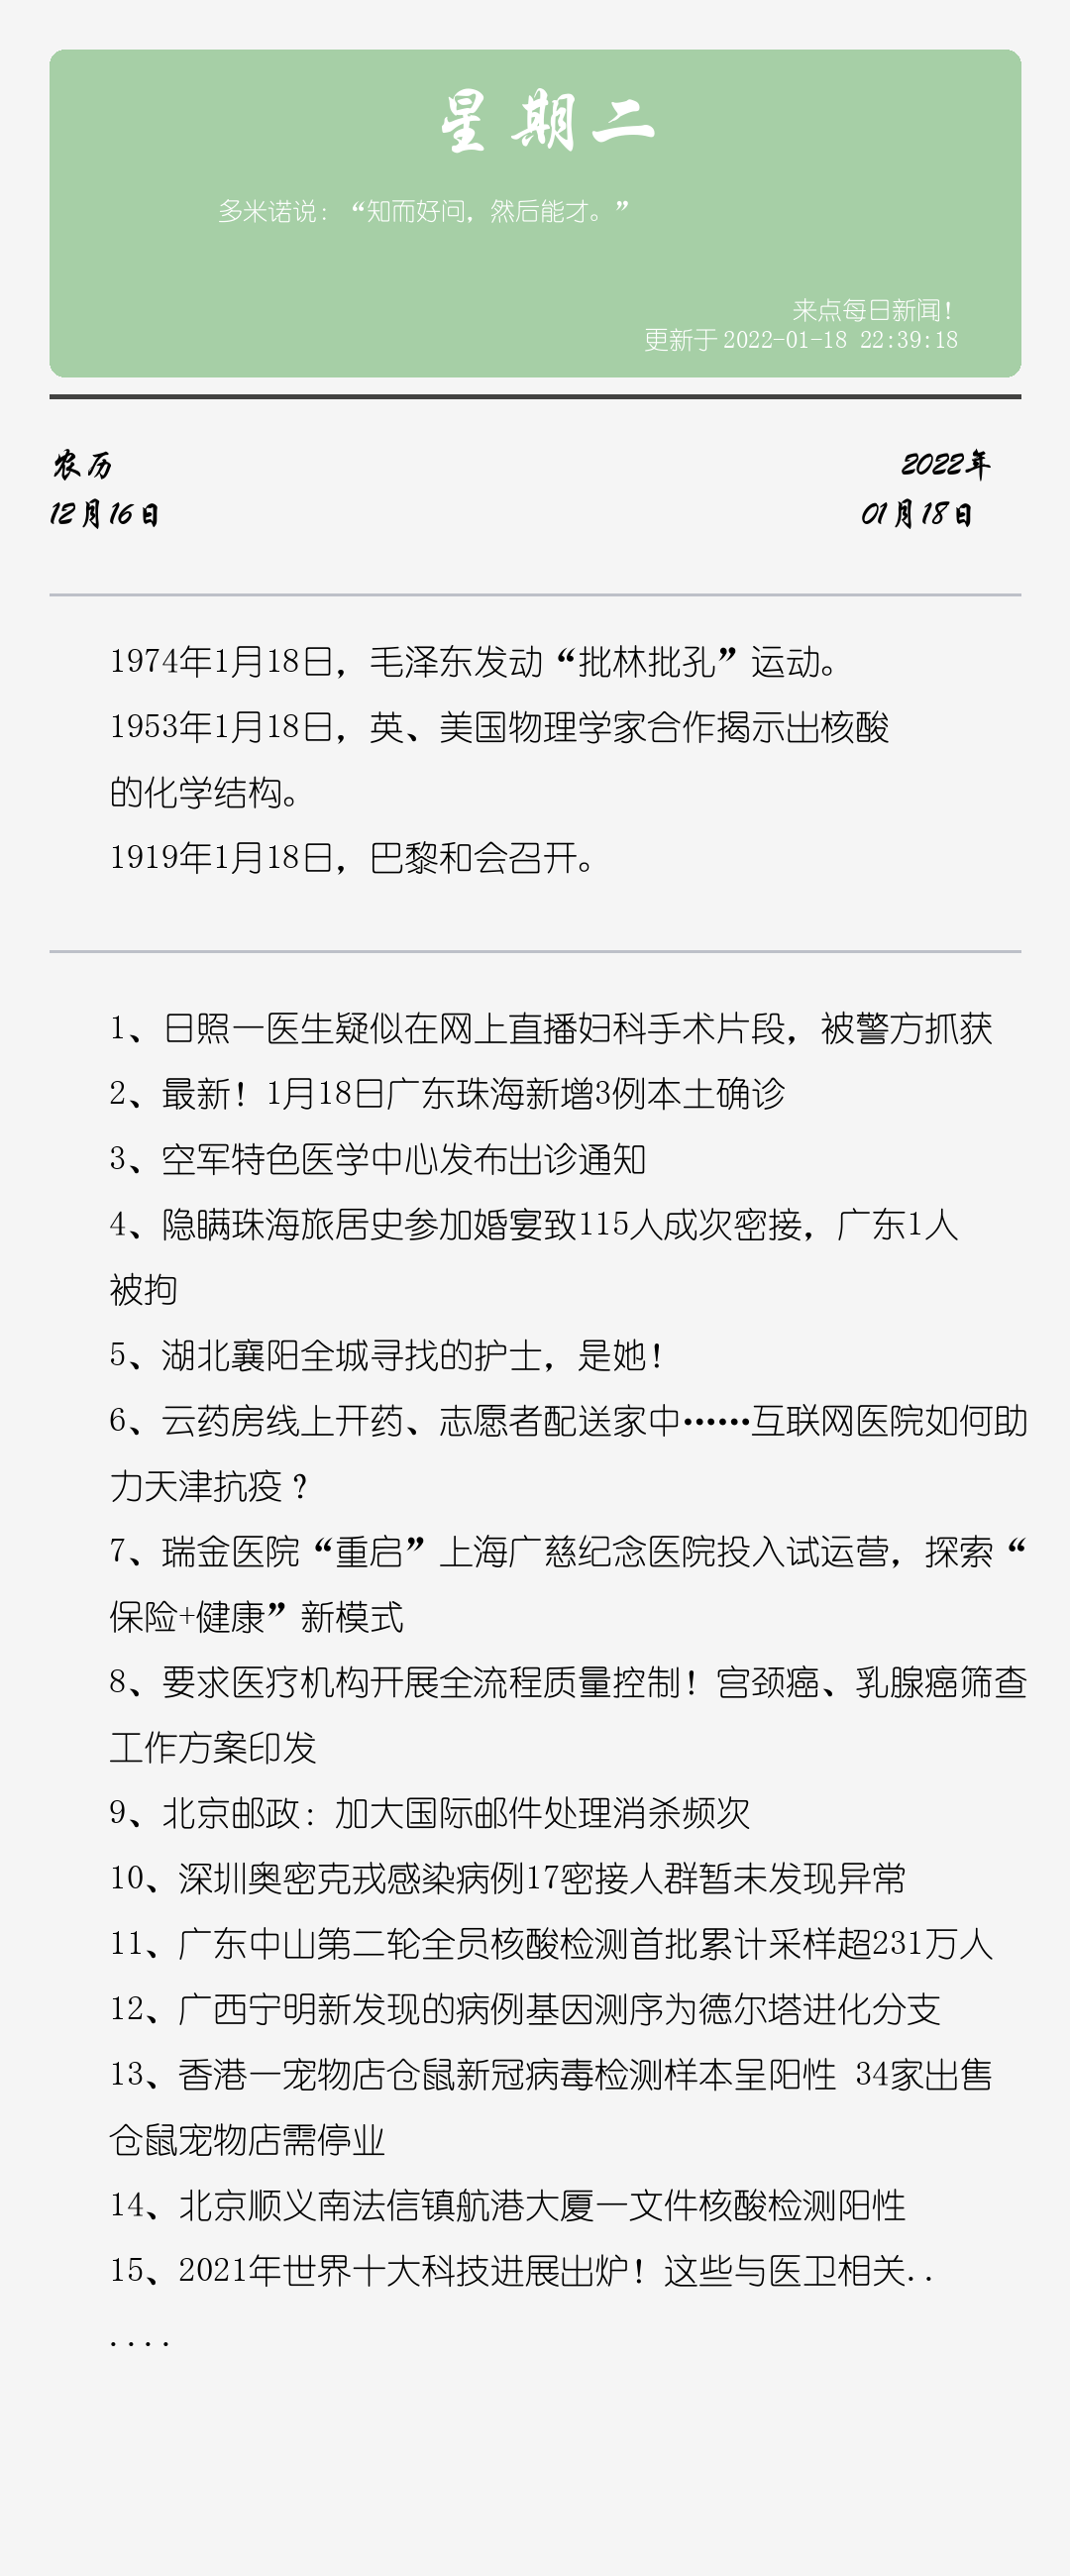 星期二
多米诺说：“知而好问，然后能才。”
来点每日新闻！
更新于2022-01-18 22:39:18
农历
2022年
12月16日
01月18日
1974年1月18日，毛泽东发动“批林批孔”运动。
1953年1月18日，英、美国物理学家合作揭示出核酸
的化学结构。
1919年1月18日，巴黎和会召开。
1、日照一医生疑似在网上直播妇科手术片段，被警方抓获
2、最新！1月18日广东珠海新增3例本土确诊
3、空军特色医学中心发布出诊通知
4、隐瞒珠海旅居史参加婚宴致115人成次密接，广东1人
被拘
5、湖北襄阳全城寻找的护士，是她！
6、云药房线上开药、志愿者配送家中……互联网医院如何助
力天津抗疫？
7、瑞金医院“重启”上海广慈纪念医院投入试运营，探索“
保险+健康”新模式
8、要求医疗机构开展全流程质量控制！宫颈癌、乳腺癌筛查
工作方案印发
9、北京邮政：加大国际邮件处理消杀频次
10、深圳奥密克戎感染病例17密接人群暂未发现异常
11、广东中山第二轮全员核酸检测首批累计采样超231万人
12、广西宁明新发现的病例基因测序为德尔塔进化分支
13、香港一宠物店仓鼠新冠病毒检测样本呈阳性 34家出售
仓鼠宠物店需停业
14、北京顺义南法信镇航港大厦一文件核酸检测阳性
15、2021年世界十大科技进展出炉！这些与医卫相关..
....